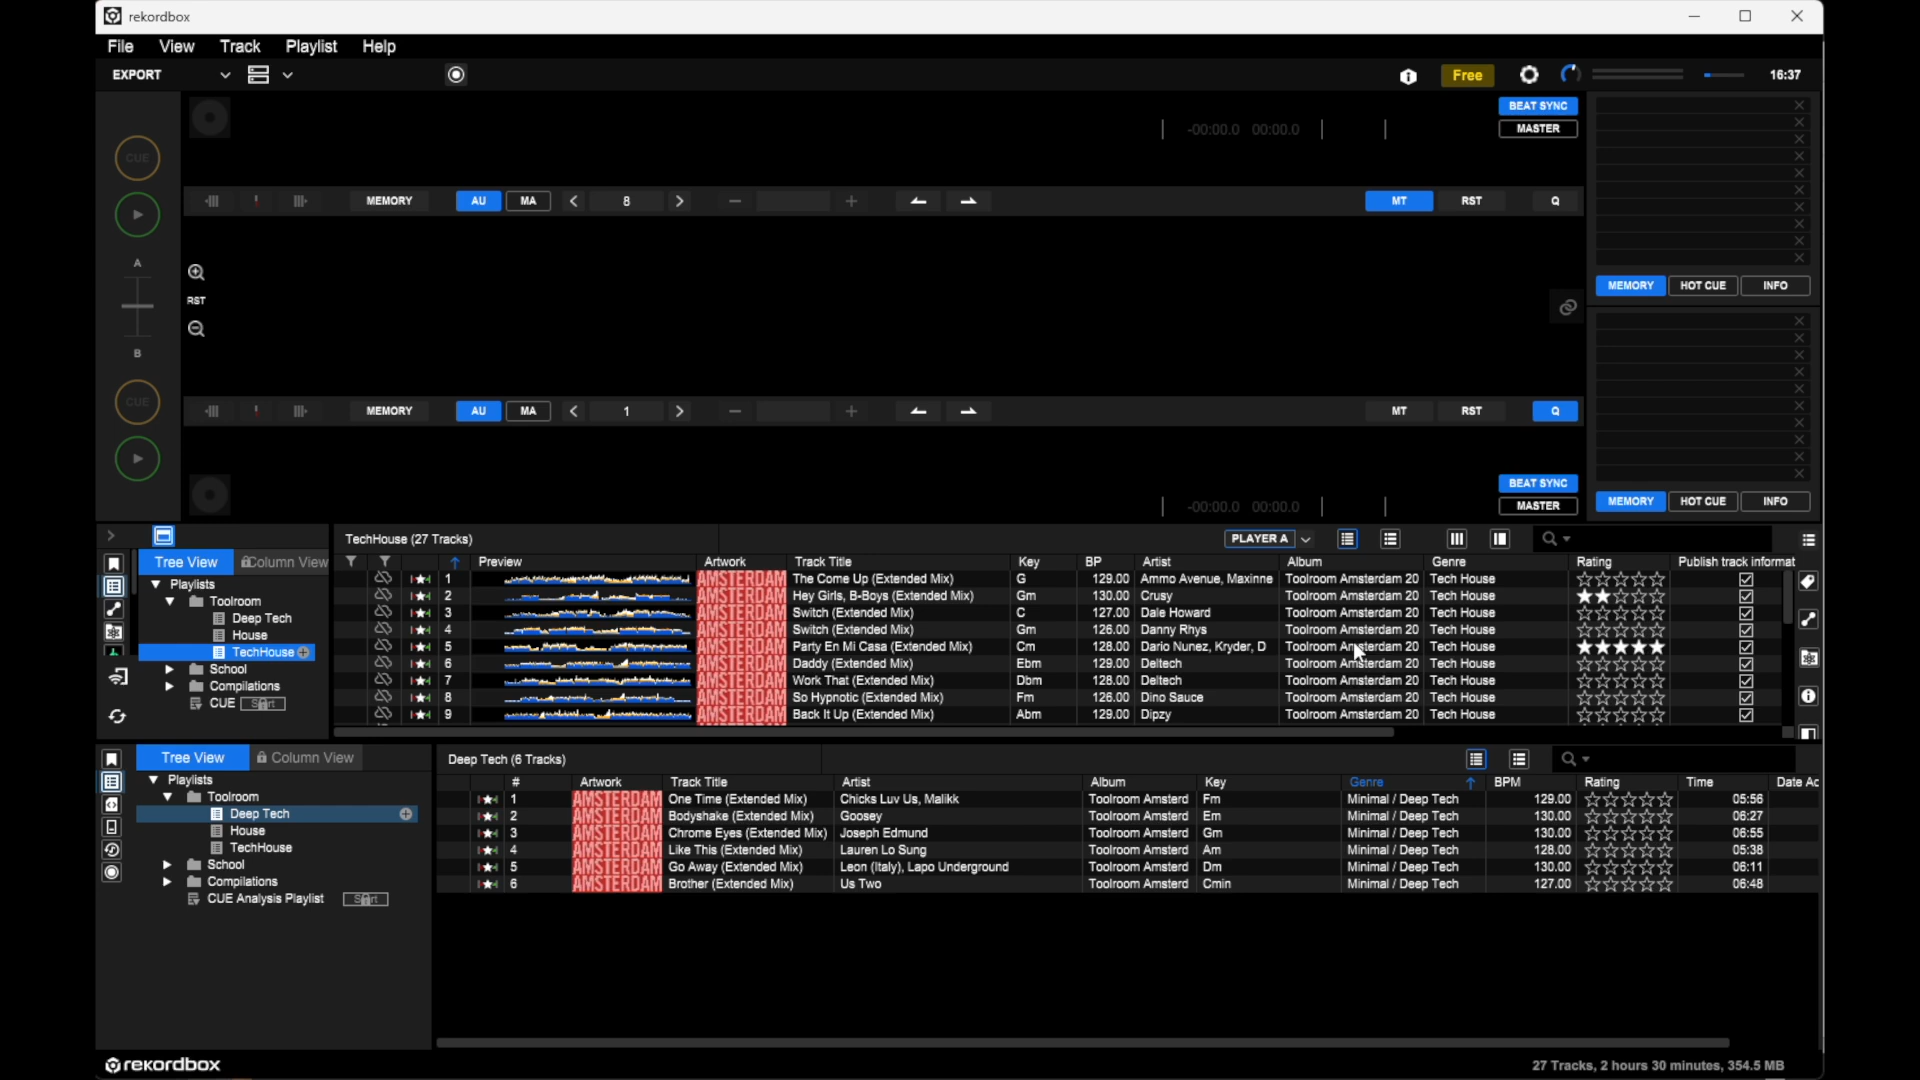 rekordbox
File View Track Playlist Help
EXPORT Free 16:37
BEAT SYNC
-00:00.0 00:00.0 MASTER
CUE
MEMORY AU MA 8 MT RST Q
A
RST
MEMORY HOT CUE INFO
B
CUE
MEMORY AU MA 1 MT RST Q
BEAT SYNC
-00:00.0 00:00.0 MASTER
MEMORY HOT CUE INFO
TechHouse (27 Tracks) PLAYER A
Tree View Column View
Playlists
Toolroom
Deep Tech
House
TechHouse
School
Compilations
CUE
Preview Artwork Track Title Key BP Artist Album Genre Rating Publish track informat
1 AMSTERDAM The Come Up (Extended Mix) G 129.00 Ammo Avenue, Maxinne Toolroom Amsterdam 20 Tech House
2 AMSTERDAM Hey Girls, B-Boys (Extended Mix) Gm 130.00 Crusy Toolroom Amsterdam 20 Tech House
3 AMSTERDAM Switch (Extended Mix) C 127.00 Dale Howard Toolroom Amsterdam 20 Tech House
4 AMSTERDAM Switch (Extended Mix) Gm 126.00 Danny Rhys Toolroom Amsterdam 20 Tech House
5 AMSTERDAM Party En Mi Casa (Extended Mix) Cm 128.00 Dario Nunez, Kryder, D Toolroom Amsterdam 20 Tech House
6 AMSTERDAM Daddy (Extended Mix) Ebm 129.00 Deltech Toolroom Amsterdam 20 Tech House
7 AMSTERDAM Work That (Extended Mix) Dbm 128.00 Deltech Toolroom Amsterdam 20 Tech House
8 AMSTERDAM So Hypnotic (Extended Mix) Fm 126.00 Dino Sauce Toolroom Amsterdam 20 Tech House
9 AMSTERDAM Back It Up (Extended Mix) Abm 129.00 Dipzy Toolroom Amsterdam 20 Tech House
Tree View Column View
Playlists
Toolroom
Deep Tech
House
TechHouse
School
Compilations
CUE Analysis Playlist
Deep Tech (6 Tracks)
# Artwork Track Title Artist Album Key Genre BPM Rating Time Date Ac
1 AMSTERDAM One Time (Extended Mix) Chicks Luv Us, Malikk Toolroom Amsterd Fm Minimal / Deep Tech 129.00 05:56
2 AMSTERDAM Bodyshake (Extended Mix) Goosey Toolroom Amsterd Em Minimal / Deep Tech 130.00 06:27
3 AMSTERDAM Chrome Eyes (Extended Mix) Joseph Edmund Toolroom Amsterd Gm Minimal / Deep Tech 130.00 06:55
4 AMSTERDAM Like This (Extended Mix) Lauren Lo Sung Toolroom Amsterd Am Minimal / Deep Tech 128.00 05:38
5 AMSTERDAM Go Away (Extended Mix) Leon (Italy), Lapo Underground Toolroom Amsterd Dm Minimal / Deep Tech 130.00 06:11
6 AMSTERDAM Brother (Extended Mix) Us Two Toolroom Amsterd Cmin Minimal / Deep Tech 127.00 06:48
rekordbox
27 Tracks, 2 hours 30 minutes, 354.5 MB